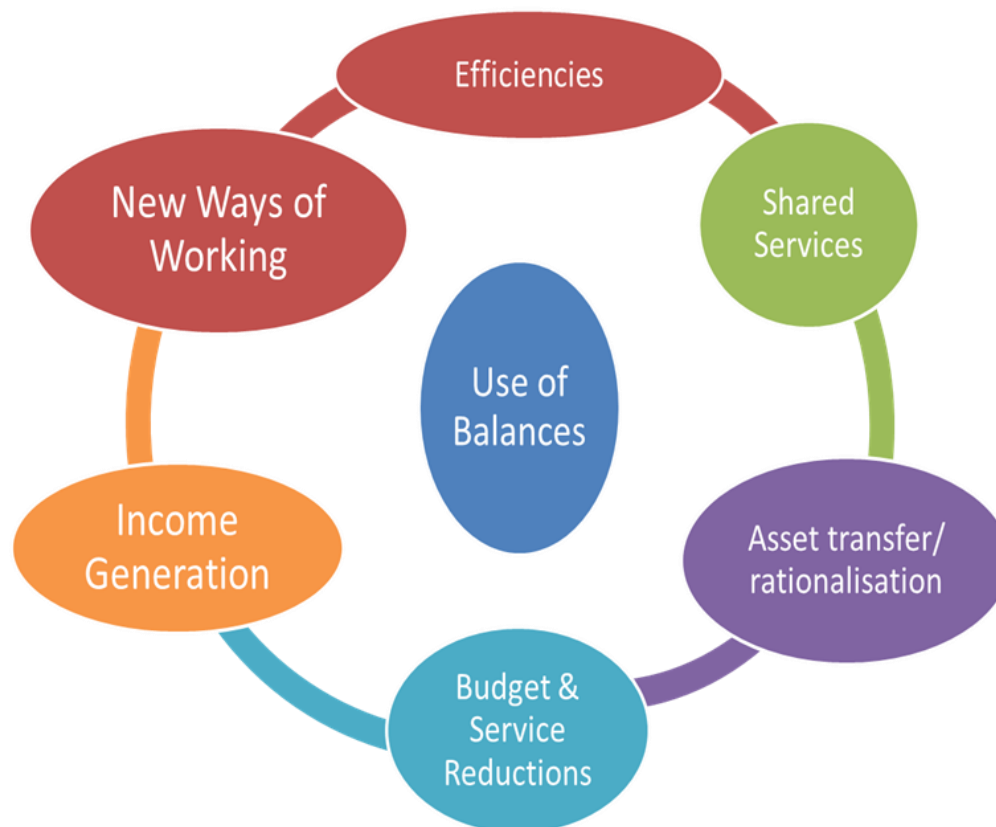 Efficiencies
Shared
Services
Asset transfer/
rationalisation
Budget &
Service
Reductions
Income
Generation
New Ways of
Working
Use of
Balances